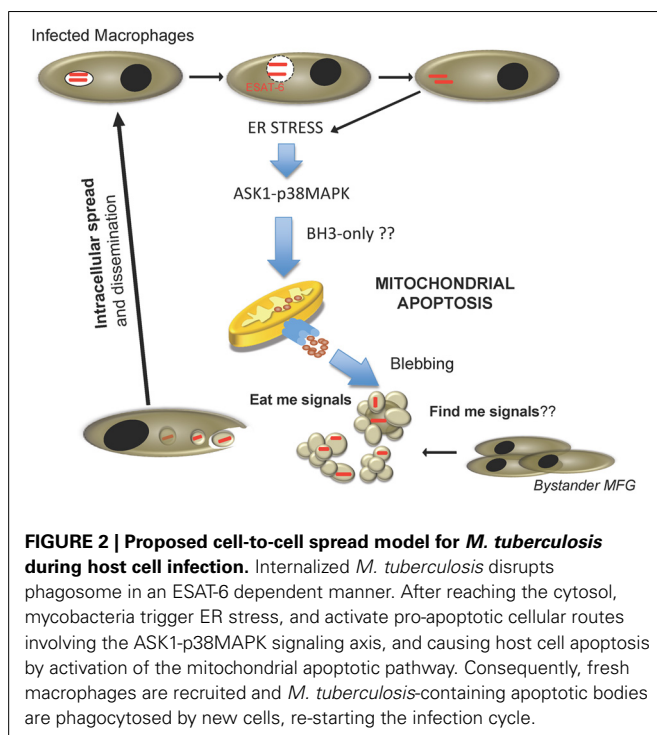 Infected Macrophages
ESAT-6
ER STRESS
ASK1-p38MAPK
BH3-only ??
MITOCHONDRIAL
APOPTOSIS
Intracellular spread
and dissemination
Blebbing
Eat me signals
Find me signals??
Bystander MFG
FIGURE 2 | Proposed cell-to-cell spread model for M. tuberculosis
during host cell infection. Internalized M. tuberculosis disrupts
phagosome in an ESAT-6 dependent manner. After reaching the cytosol,
mycobacteria trigger ER stress, and activate pro-apoptotic cellular routes
involving the ASK1-p38MAPK signaling axis, and causing host cell apoptosis
by activation of the mitochondrial apoptotic pathway. Consequently, fresh
macrophages are recruited and M. tuberculosis-containing apoptotic bodies
are phagocytosed by new cells, re-starting the infection cycle.